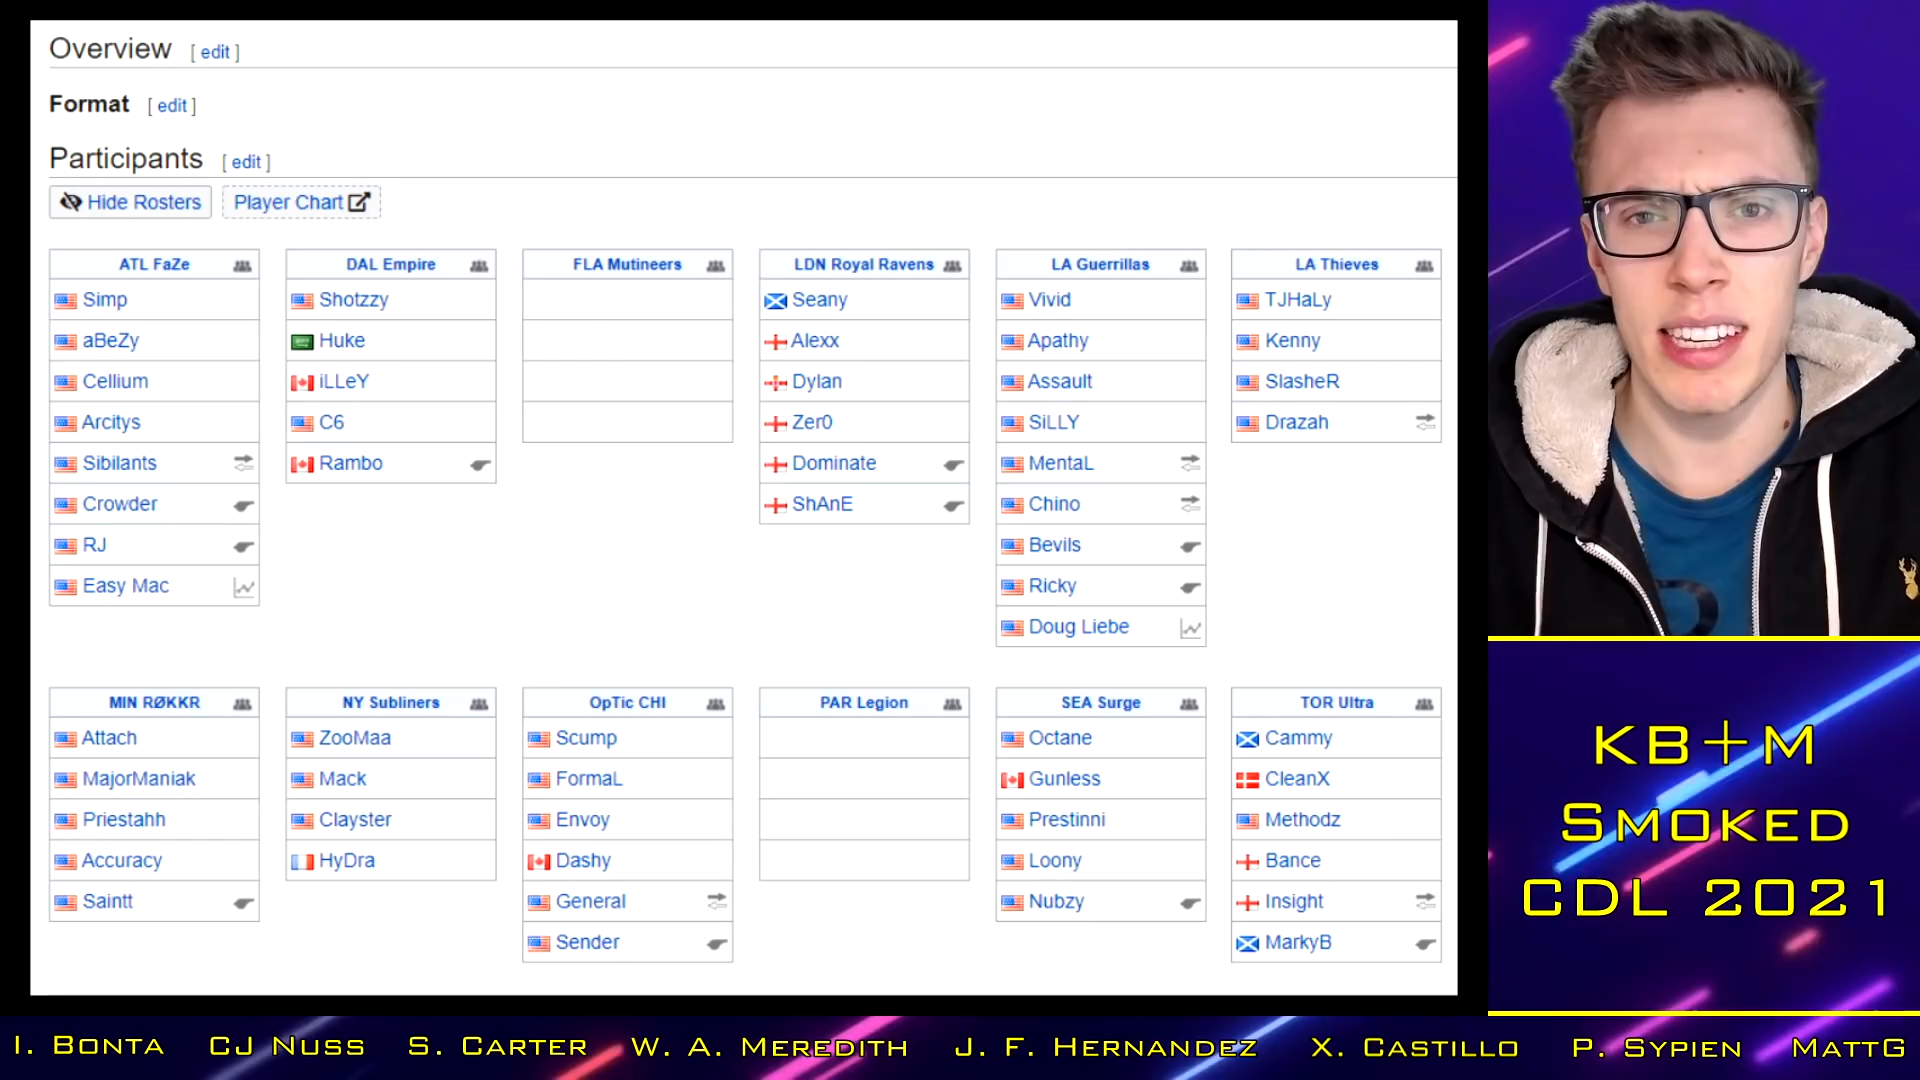 Overview [ edit ]
Format [ edit ]
Participants [ edit ]
Hide Rosters Player Chart
ATL FaZe
Simp
aBeZy
Cellium
Arcitys
Sibilants
Crowder
RJ
Easy Mac
DAL Empire
Shotzzy
Huke
iLLeY
C6
Rambo
FLA Mutineers
LDN Royal Ravens
Seany
Alexx
Dylan
Zer0
Dominate
ShAnE
LA Guerrillas
Vivid
Apathy
Assault
SiLLY
MentaL
Chino
Bevils
Ricky
Doug Liebe
LA Thieves
TJHaLy
Kenny
SlasheR
Drazah
MIN RØKKR
Attach
MajorManiak
Priestahh
Accuracy
Saintt
NY Subliners
ZooMaa
Mack
Clayster
HyDra
OpTic CHI
Scump
FormaL
Envoy
Dashy
General
Sender
PAR Legion
SEA Surge
Octane
Gunless
Prestinni
Loony
Nubzy
TOR Ultra
Cammy
CleanX
Methodz
Bance
Insight
MarkyB
KB+M
Smoked
CDL 2021
I. Bonta CJ Nuss S. Carter W. A. Meredith J. F. Hernandez X. Castillo P. Sypien MattG